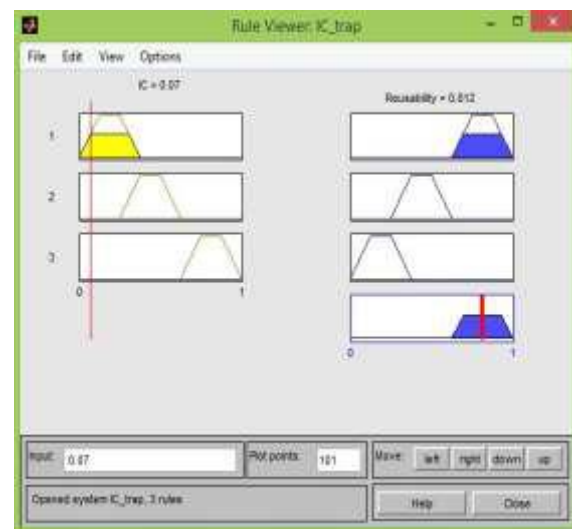 Rule Viewer: IC_trap
File Edit View Options
IC = 0.07
Reusability = 0.812
1
2
3
0 1
0 1
Input: 0.07
Plot points: 101
Move: left right down up
Opened system IC_trap, 3 rules
Help Close